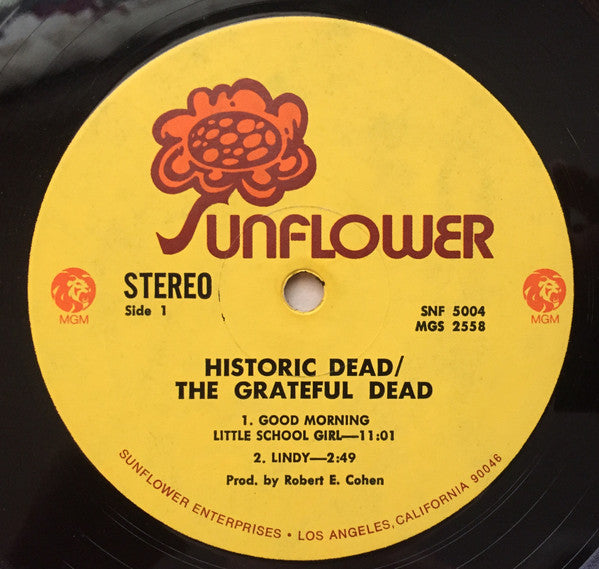 SUNFLOWER
STEREO
Side 1
SNF 5004
MGS 2558
MGM
MGM
HISTORIC DEAD/
THE GRATEFUL DEAD
1. GOOD MORNING
LITTLE SCHOOL GIRL—11:01
2. LINDY—2:49
Prod. by Robert E. Cohen
SUNFLOWER ENTERPRISES • LOS ANGELES, CALIFORNIA 90046